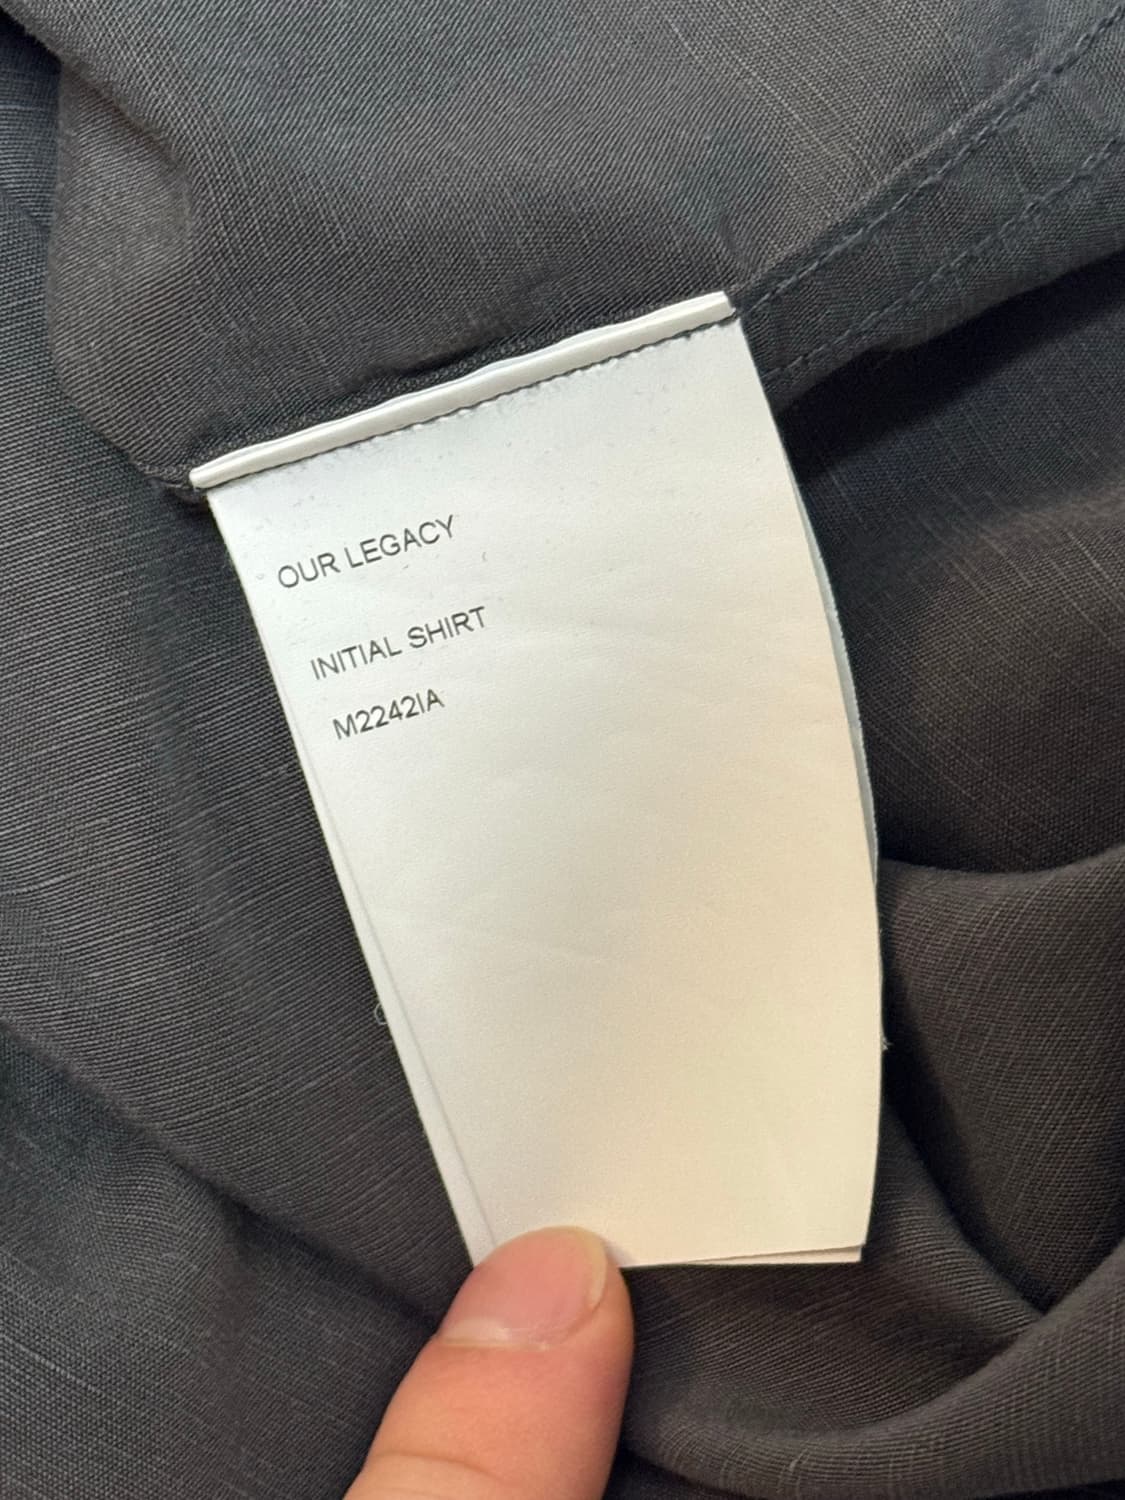 OUR LEGACY
INITIAL SHIRT
M2242IA